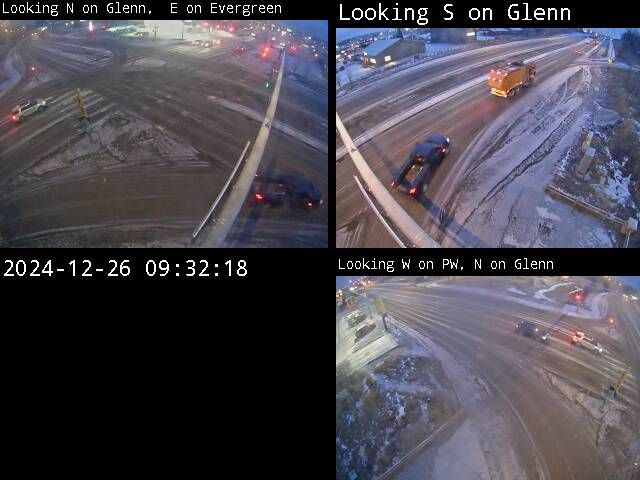 Looking N on Glenn, E on Evergreen
Looking S on Glenn
2024-12-26 09:32:18
Looking W on PW, N on Glenn